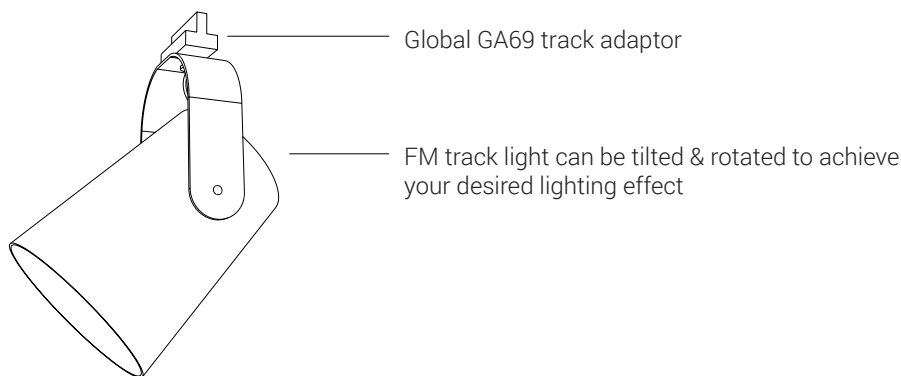 Global GA69 track adaptor
FM track light can be tilted & rotated to achieve
your desired lighting effect